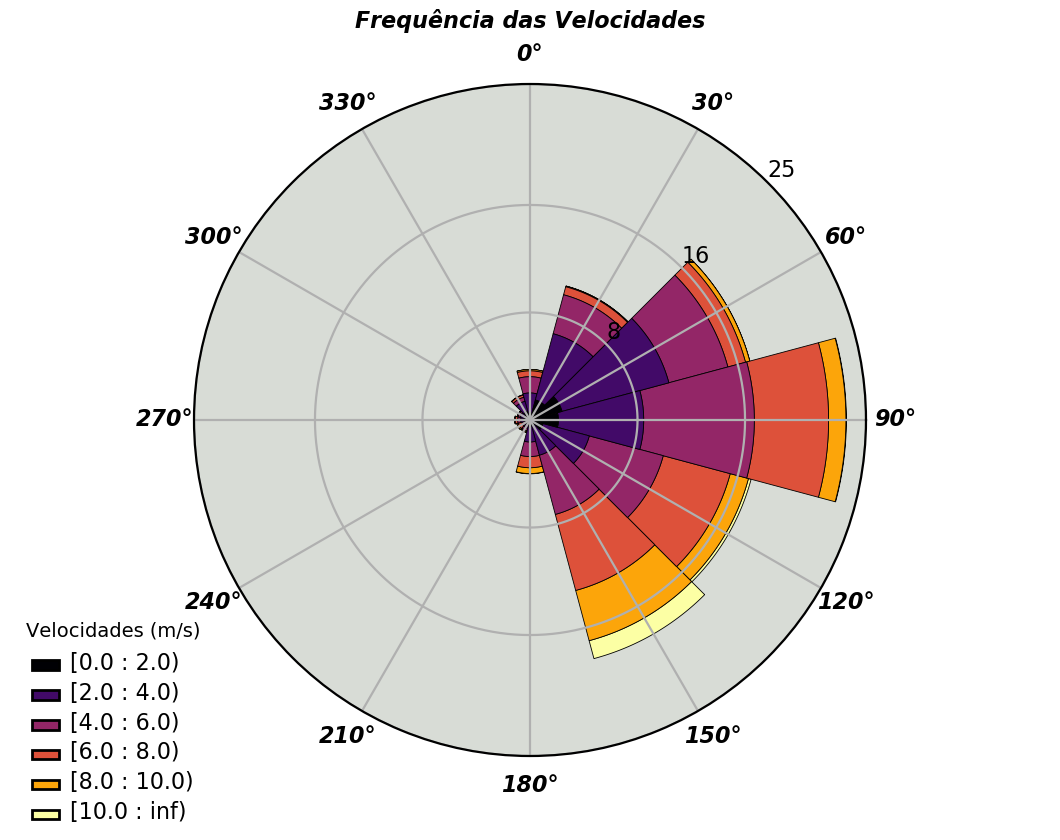 Frequência das Velocidades
0°
330°
30°
25
300°
60°
16
8
270°
90°
240°
120°
210°
150°
180°
Velocidades (m/s)
[0.0 : 2.0)
[2.0 : 4.0)
[4.0 : 6.0)
[6.0 : 8.0)
[8.0 : 10.0)
[10.0 : inf)